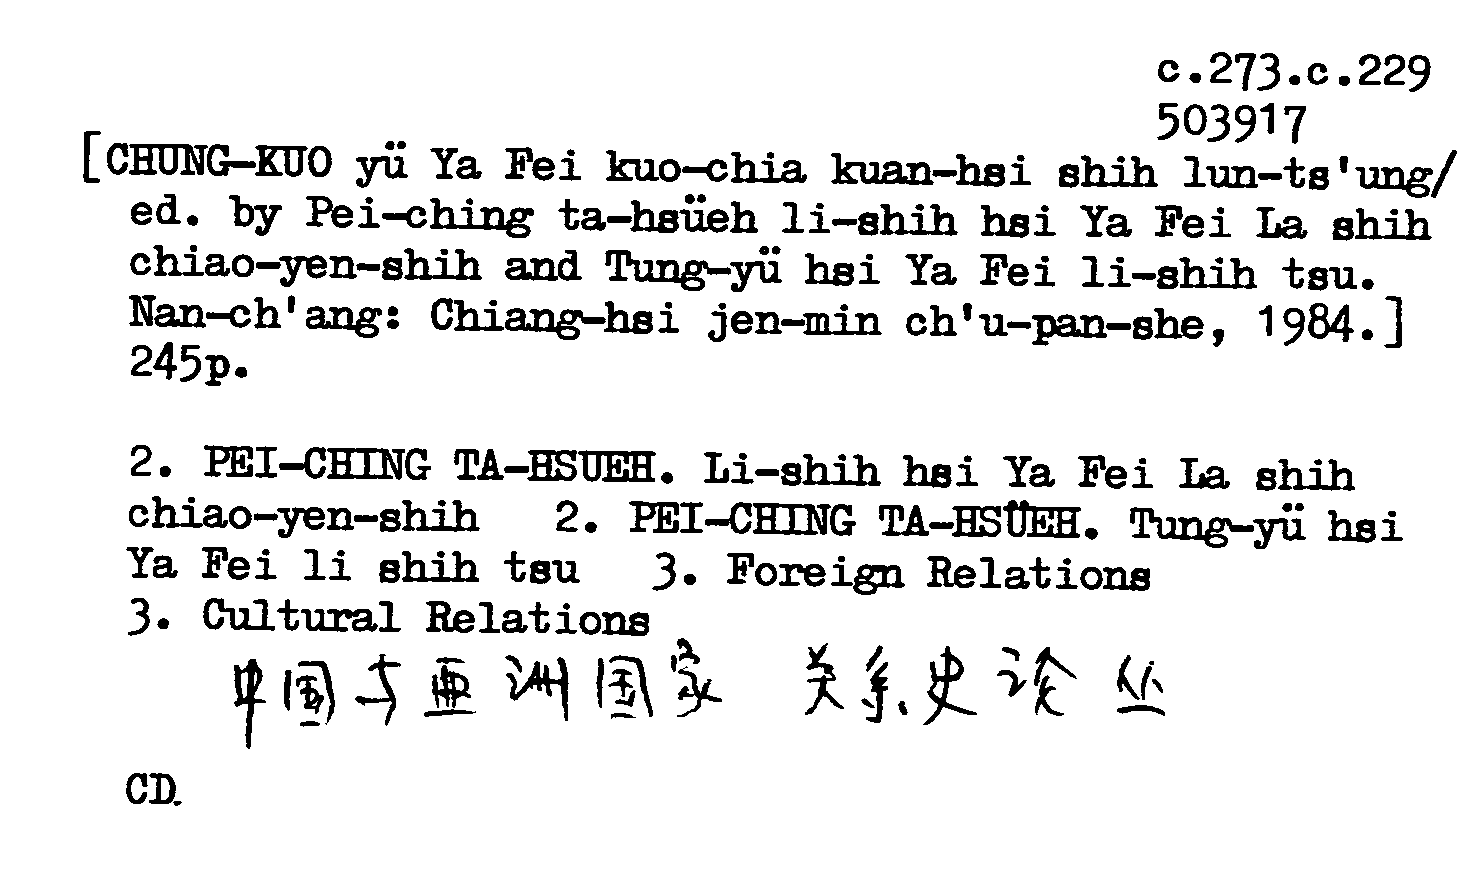 c.273.c.229
503917
[CHUNG-KUO yü Ya Fei kuo-chia kuan-hsi shih lun-ts'ung/
ed. by Pei-ching ta-hsüeh li-shih hsi Ya Fei La shih
chiao-yen-shih and Tung-yü hsi Ya Fei li-shih tsu.
Nan-ch'ang: Chiang-hsi jen-min ch'u-pan-she, 1984.]
245p.
2. PEI-CHING TA-HSUEH. Li-shih hsi Ya Fei La shih
chiao-yen-shih 2. PEI-CHING TA-HSÜEH. Tung-yü hsi
Ya Fei li shih tsu 3. Foreign Relations
3. Cultural Relations
中国与亜洲国家 关系史论丛
CD.